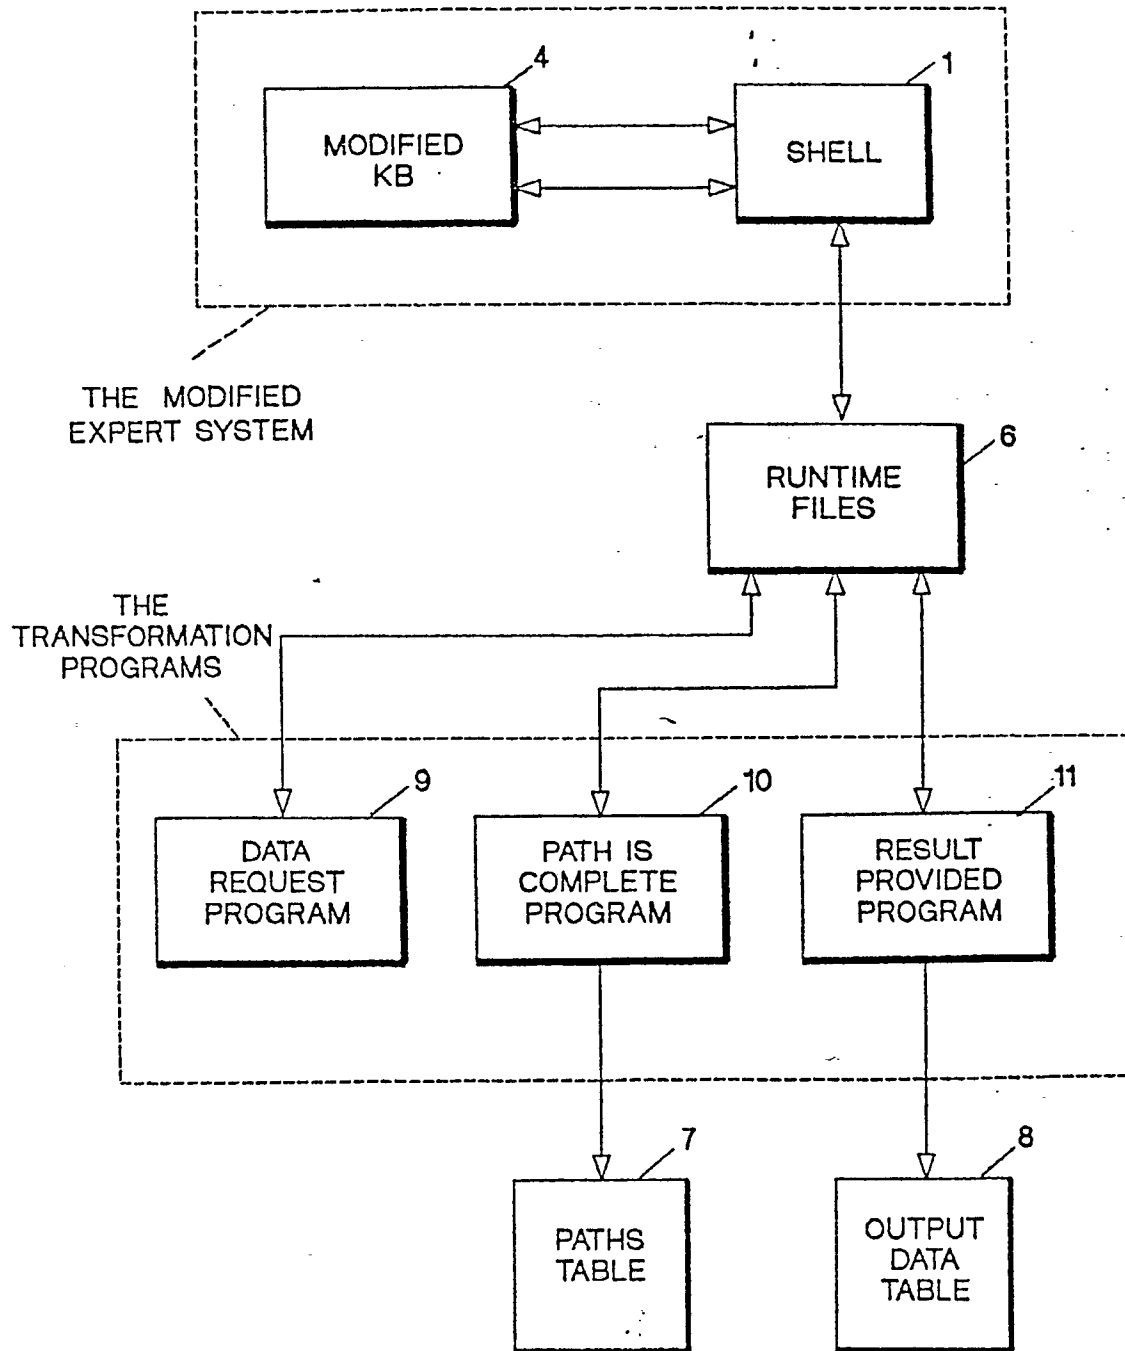 4
1
MODIFIED
KB
SHELL
THE MODIFIED
EXPERT SYSTEM
6
RUNTIME
FILES
THE
TRANSFORMATION
PROGRAMS
9
10
11
DATA
REQUEST
PROGRAM
PATH IS
COMPLETE
PROGRAM
RESULT
PROVIDED
PROGRAM
7
8
PATHS
TABLE
OUTPUT
DATA
TABLE